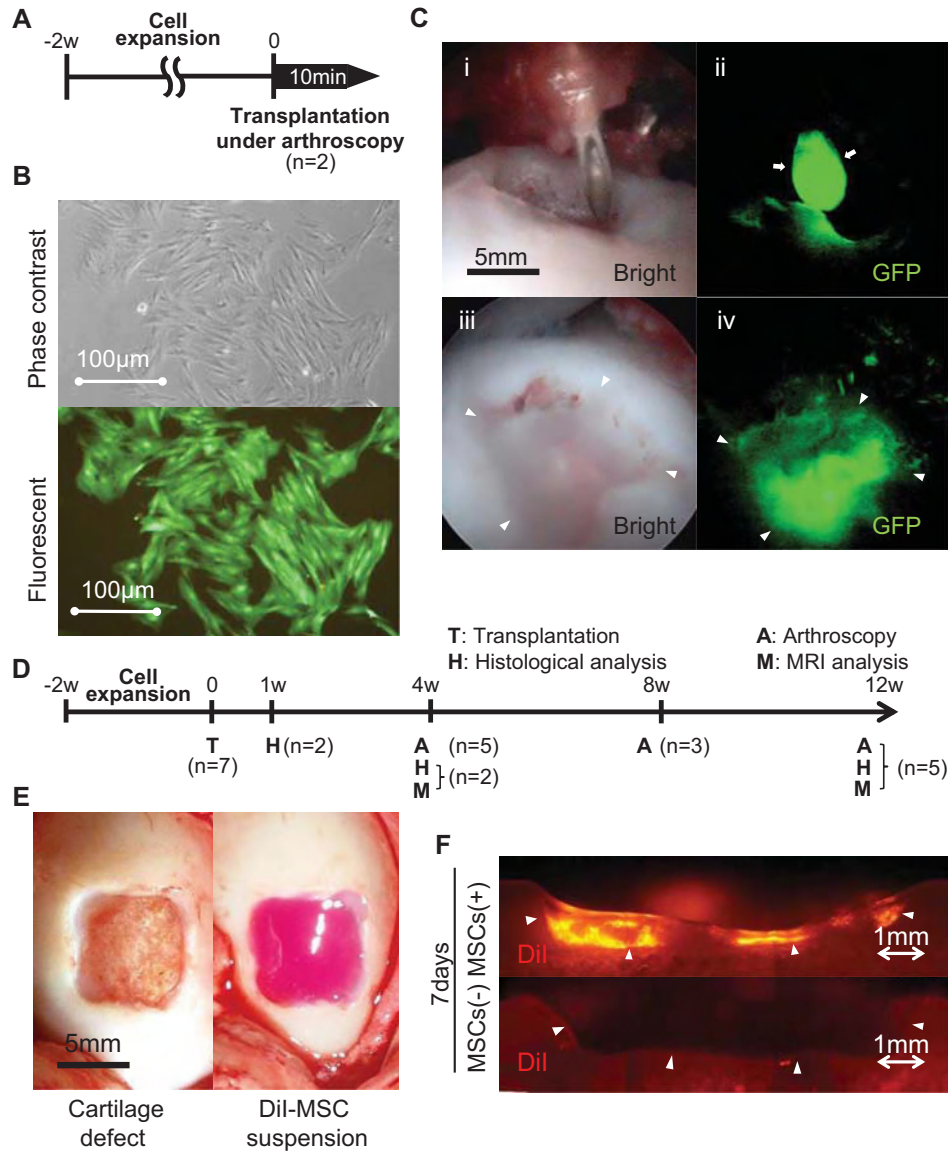 A
-2w
Cell
expansion
0
10min
Transplantation
under arthroscopy
(n=2)
B
Phase contrast
100μm
Fluorescent
100μm
C
i
5mm
Bright
ii
GFP
iii
Bright
iv
GFP
T: Transplantation
A: Arthroscopy
H: Histological analysis
M: MRI analysis
D
-2w
Cell
expansion
0
1w
4w
8w
12w
T
(n=7)
H (n=2)
A (n=5)
H
M
(n=2)
A (n=3)
A
H
M
(n=5)
E
5mm
Cartilage
defect
DiI-MSC
suspension
F
7days
MSCs(-) MSCs(+)
DiI
1mm
DiI
1mm